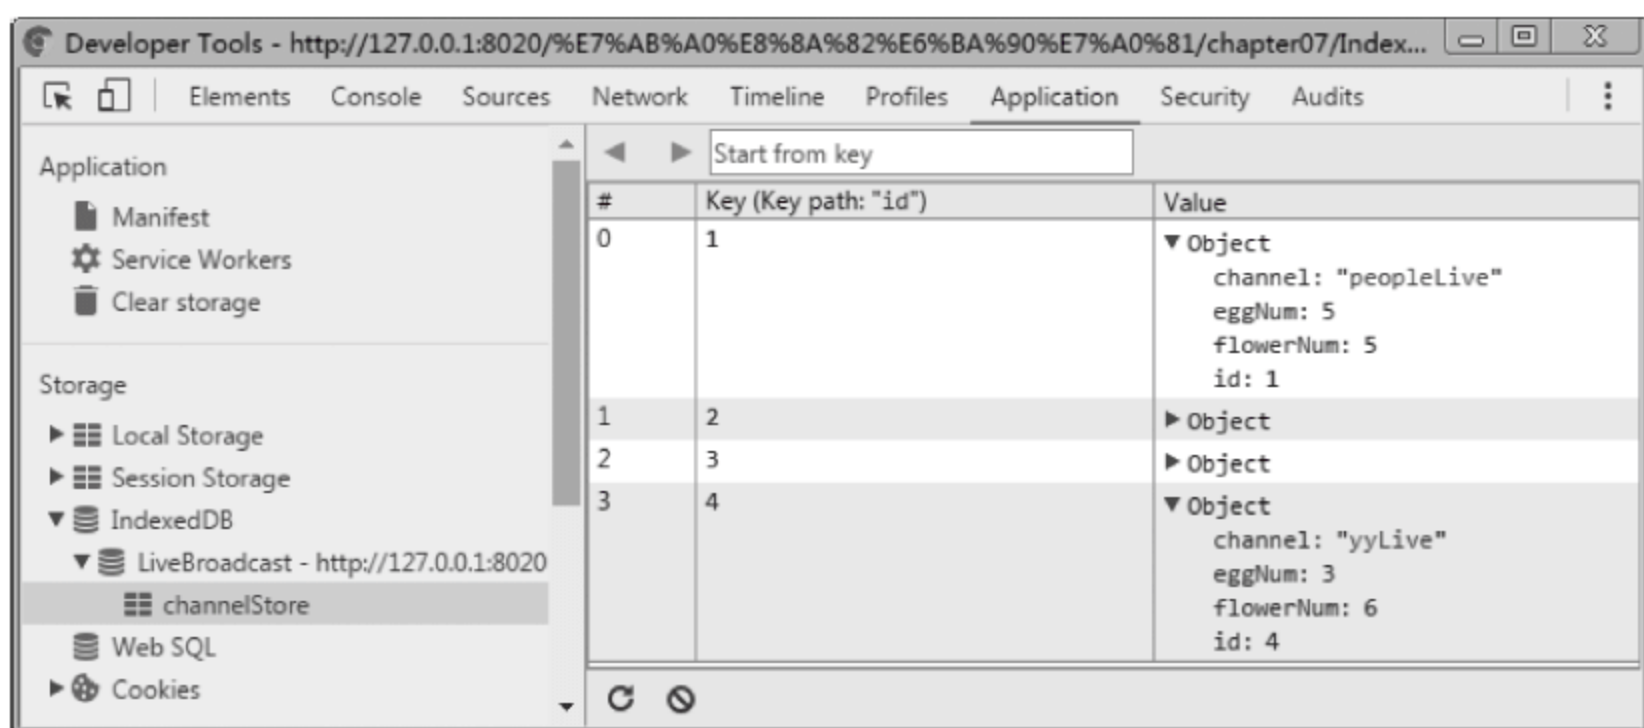 Developer Tools - http://127.0.0.1:8020/%E7%AB%A0%E8%8A%82%E6%BA%90%E7%A0%81/chapter07/Index...
Elements Console Sources Network Timeline Profiles Application Security Audits
Application
Manifest
Service Workers
Clear storage
Storage
Local Storage
Session Storage
IndexedDB
LiveBroadcast - http://127.0.0.1:8020
channelStore
Web SQL
Cookies
Start from key
# Key (Key path: "id") Value
0 1 Object
channel: "peopleLive"
eggNum: 5
flowerNum: 5
id: 1
1 2 Object
2 3 Object
3 4 Object
channel: "yyLive"
eggNum: 3
flowerNum: 6
id: 4